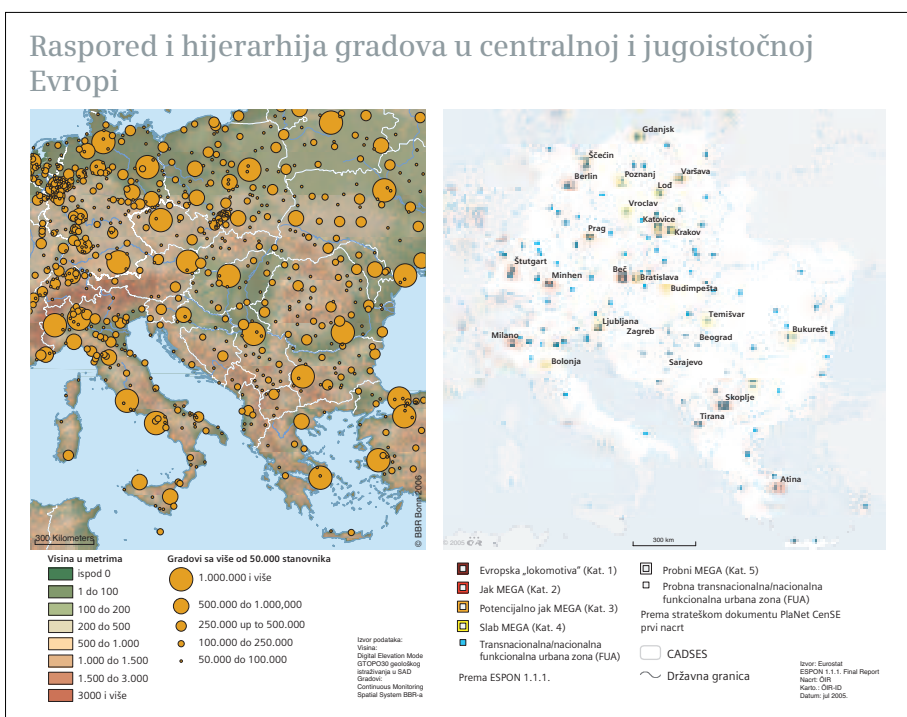 Raspored i hijerarhija gradova u centralnoj i jugoistočnoj
Evropi
300 Kilometers
© BBR Bonn 2006
Gdanjsk
Šćećin
Berlin
Poznanj
Varšava
Lođ
Vroclav
Katovice
Krakov
Prag
Štutgart
Minhen
Beč
Bratislava
Budimpešta
Ljubljana
Zagreb
Temišvar
Beograd
Bukurešt
Milano
Bolonja
Sarajevo
Skoplje
Tirana
Atina
© 2005
300 km
Visina u metrima
ispod 0
1 do 100
100 do 200
200 do 500
500 do 1.000
1.000 do 1.500
1.500 do 3.000
3000 i više
Gradovi sa više od 50.000 stanovnika
1.000.000 i više
500.000 do 1.000,000
250.000 up to 500.000
100.000 do 250.000
50.000 do 100.000
Izvor podataka:
Visina:
Digital Elevation Mode
GTOPO30 geološkog
istraživanja u SAD
Gradovi:
Continuous Monitoring
Spatial System BBR-a
Evropska „lokomotiva” (Kat. 1)
Jak MEGA (Kat. 2)
Potencijalno jak MEGA (Kat. 3)
Slab MEGA (Kat. 4)
Transnacionalna/nacionalna
funkcionalna urbana zona (FUA)
Prema ESPON 1.1.1.
Probni MEGA (Kat. 5)
Probna transnacionalna/nacionalna
funkcionalna urbana zona (FUA)
Prema strateškom dokumentu PlaNet CenSE
prvi nacrt
CADSES
Državna granica
Izvor: Eurostat
ESPON 1.1.1. Final Report
Nacrt: ÖIR
Karto.: ÖIR-ID
Datum: jul 2005.